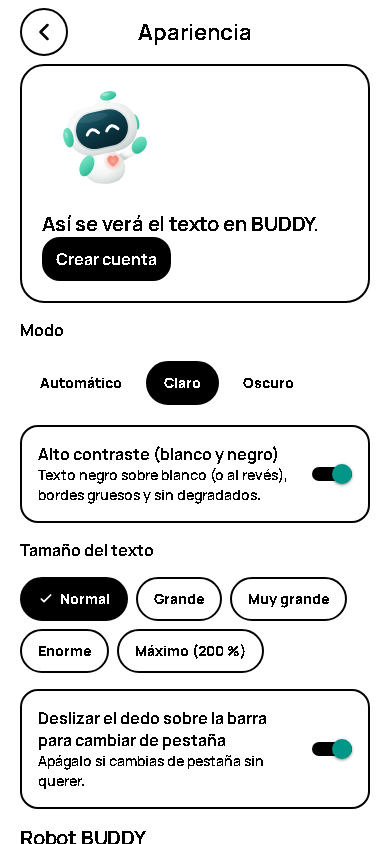 Apariencia
Así se verá el texto en BUDDY.
Crear cuenta
Modo
Automático
Claro
Oscuro
Alto contraste (blanco y negro)
Texto negro sobre blanco (o al revés),
bordes gruesos y sin degradados.
Tamaño del texto
Normal
Grande
Muy grande
Enorme
Máximo (200 %)
Deslizar el dedo sobre la barra
para cambiar de pestaña
Apágalo si cambias de pestaña sin
querer.
Robot BUDDY